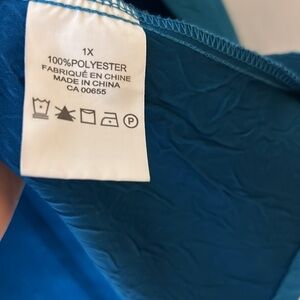 1X
100%POLYESTER
FABRIQUÉ EN CHINE
MADE IN CHINA
CA 00655
P